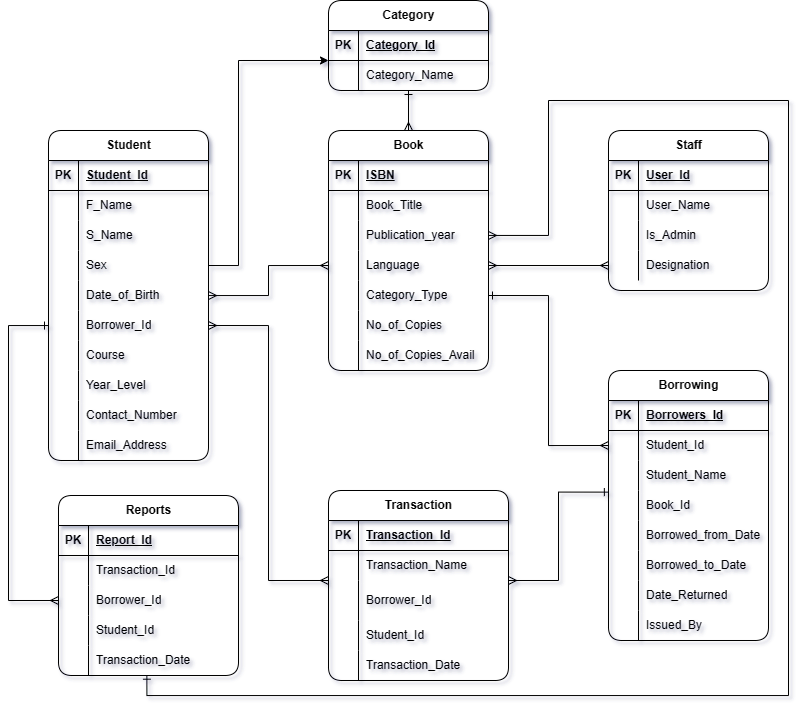 Category
PK Category_Id
Category_Name
Student
PK Student_Id
F_Name
S_Name
Sex
Date_of_Birth
Borrower_Id
Course
Year_Level
Contact_Number
Email_Address
Book
PK ISBN
Book_Title
Publication_year
Language
Category_Type
No_of_Copies
No_of_Copies_Avail
Staff
PK User_Id
User_Name
Is_Admin
Designation
Borrowing
PK Borrowers_Id
Student_Id
Student_Name
Book_Id
Borrowed_from_Date
Borrowed_to_Date
Date_Returned
Issued_By
Reports
PK Report_Id
Transaction_Id
Borrower_Id
Student_Id
Transaction_Date
Transaction
PK Transaction_Id
Transaction_Name
Borrower_Id
Student_Id
Transaction_Date